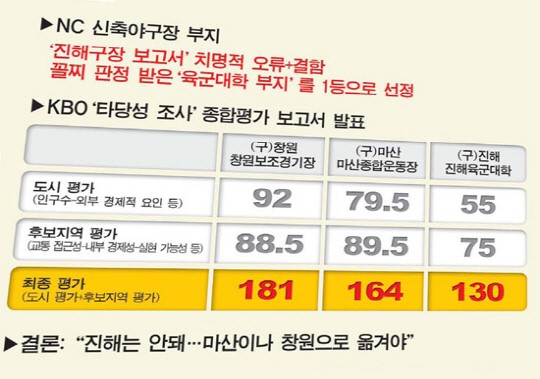 ▶NC 신축야구장 부지
‘진해구장 보고서’ 치명적 오류+결함
꼴찌 판정 받은 ‘육군대학 부지’ 를 1등으로 선정
▶KBO ‘타당성 조사’ 종합평가 보고서 발표
(구)창원 (구)마산 (구)진해
창원보조경기장 마산종합운동장 진해육군대학
도시 평가
(인구수-외부 경제적 요인 등) 92 79.5 55
후보지역 평가
(교통 접근성-내부 경제성-실현 가능성 등) 88.5 89.5 75
최종 평가
(도시 평가+후보지역 평가) 181 164 130
▶결론: “진해는 안돼…마산이나 창원으로 옮겨야”